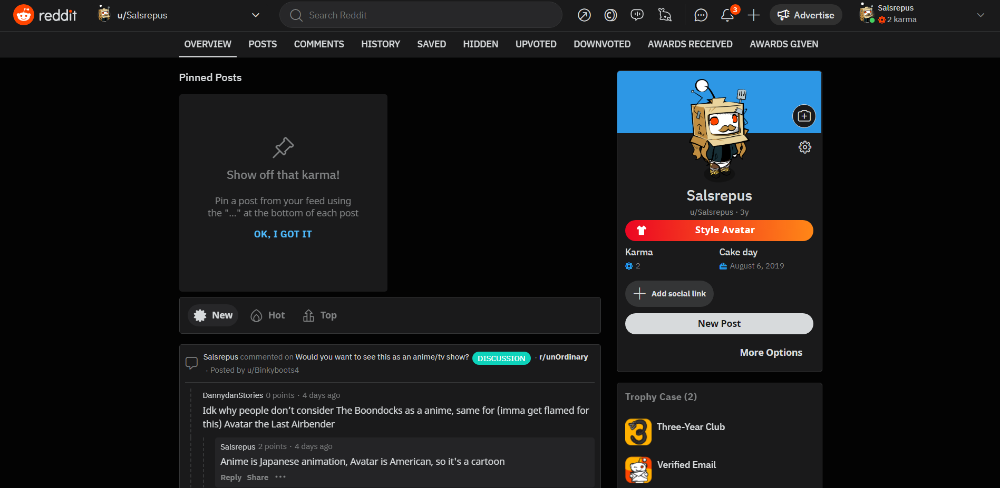 reddit
u/Salsrepus
Search Reddit
3
Advertise
Salsrepus
2 karma
OVERVIEW POSTS COMMENTS HISTORY SAVED HIDDEN UPVOTED DOWNVOTED AWARDS RECEIVED AWARDS GIVEN
Pinned Posts
Show off that karma!
Pin a post from your feed using
the "..." at the bottom of each post
OK, I GOT IT
New Hot Top
Salsrepus commented on Would you want to see this as an anime/tv show? DISCUSSION · r/unOrdinary
· Posted by u/Binkyboots4
DannydanStories 0 points · 4 days ago
Idk why people don’t consider The Boondocks as a anime, same for (imma get flamed for
this) Avatar the Last Airbender
Salsrepus 2 points · 4 days ago
Anime is Japanese animation, Avatar is American, so it's a cartoon
Reply Share ···
Salsrepus
u/Salsrepus · 3y
Style Avatar
Karma Cake day
2 August 6, 2019
Add social link
New Post
More Options
Trophy Case (2)
3 Three-Year Club
Verified Email